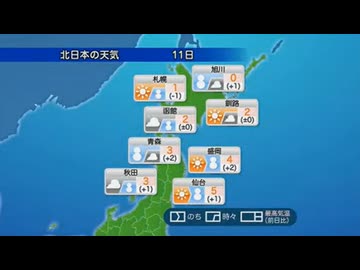 北日本の天気 11日
旭川
0
(+1)
札幌
1
(-1)
釧路
2
(±0)
函館
2
(±0)
青森
3
(+2)
盛岡
4
(+2)
秋田
3
(+1)
仙台
5
(+1)
のち 時々 最高気温
(前日比)